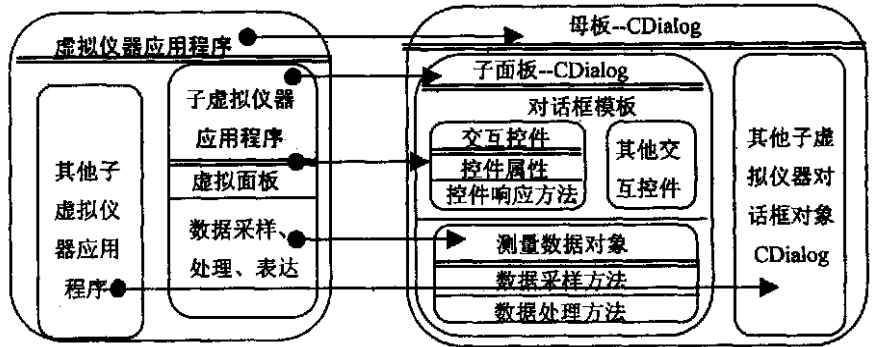 虚拟仪器应用程序
其他子
虚拟仪
器应用
程序
子虚拟仪器
应用程序
虚拟面板
数据采样、
处理、表达
母板--CDialog
子面板--CDialog
对话框模板
交互控件
控件属性
控件响应方法
其他交
互控件
测量数据对象
数据采样方法
数据处理方法
其他子虚
拟仪器对
话框对象
CDialog